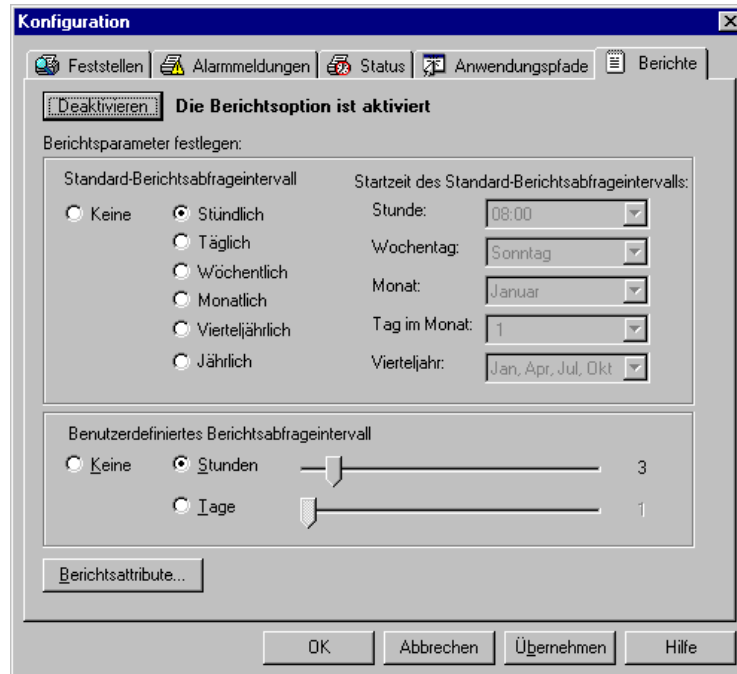 Konfiguration
Feststellen Alarmmeldungen Status Anwendungspfade Berichte
Deaktivieren Die Berichtsoption ist aktiviert
Berichtsparameter festlegen:
Standard-Berichtsabfrageintervall
Startzeit des Standard-Berichtsabfrageintervalls:
Keine Stündlich
Stunde: 08:00
Täglich
Wochentag: Sonntag
Wöchentlich
Monat: Januar
Monatlich
Tag im Monat: 1
Vierteljährlich
Jährlich
Vierteljahr: Jan, Apr, Jul, Okt
Benutzerdefiniertes Berichtsabfrageintervall
Keine Stunden 3
Tage 1
Berichtsattribute...
OK Abbrechen Übernehmen Hilfe